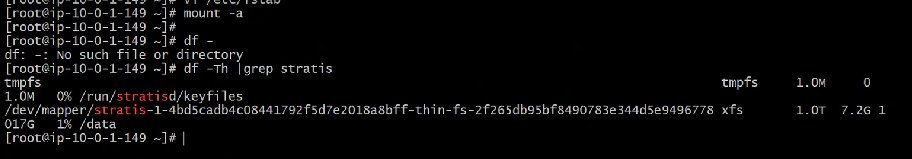 [root@ip-10-0-1-149 ~]# vi /etc/fstab
[root@ip-10-0-1-149 ~]# mount -a
[root@ip-10-0-1-149 ~]#
[root@ip-10-0-1-149 ~]# df -
df: -: No such file or directory
[root@ip-10-0-1-149 ~]# df -Th |grep stratis
tmpfs tmpfs 1.0M 0
1.0M 0% /run/stratisd/keyfiles
/dev/mapper/stratis-1-4bd5cadb4c08441792f5d7e2018a8bff-thin-fs-2f265db95bf8490783e344d5e9496778 xfs 1.0T 7.2G 1
017G 1% /data
[root@ip-10-0-1-149 ~]#